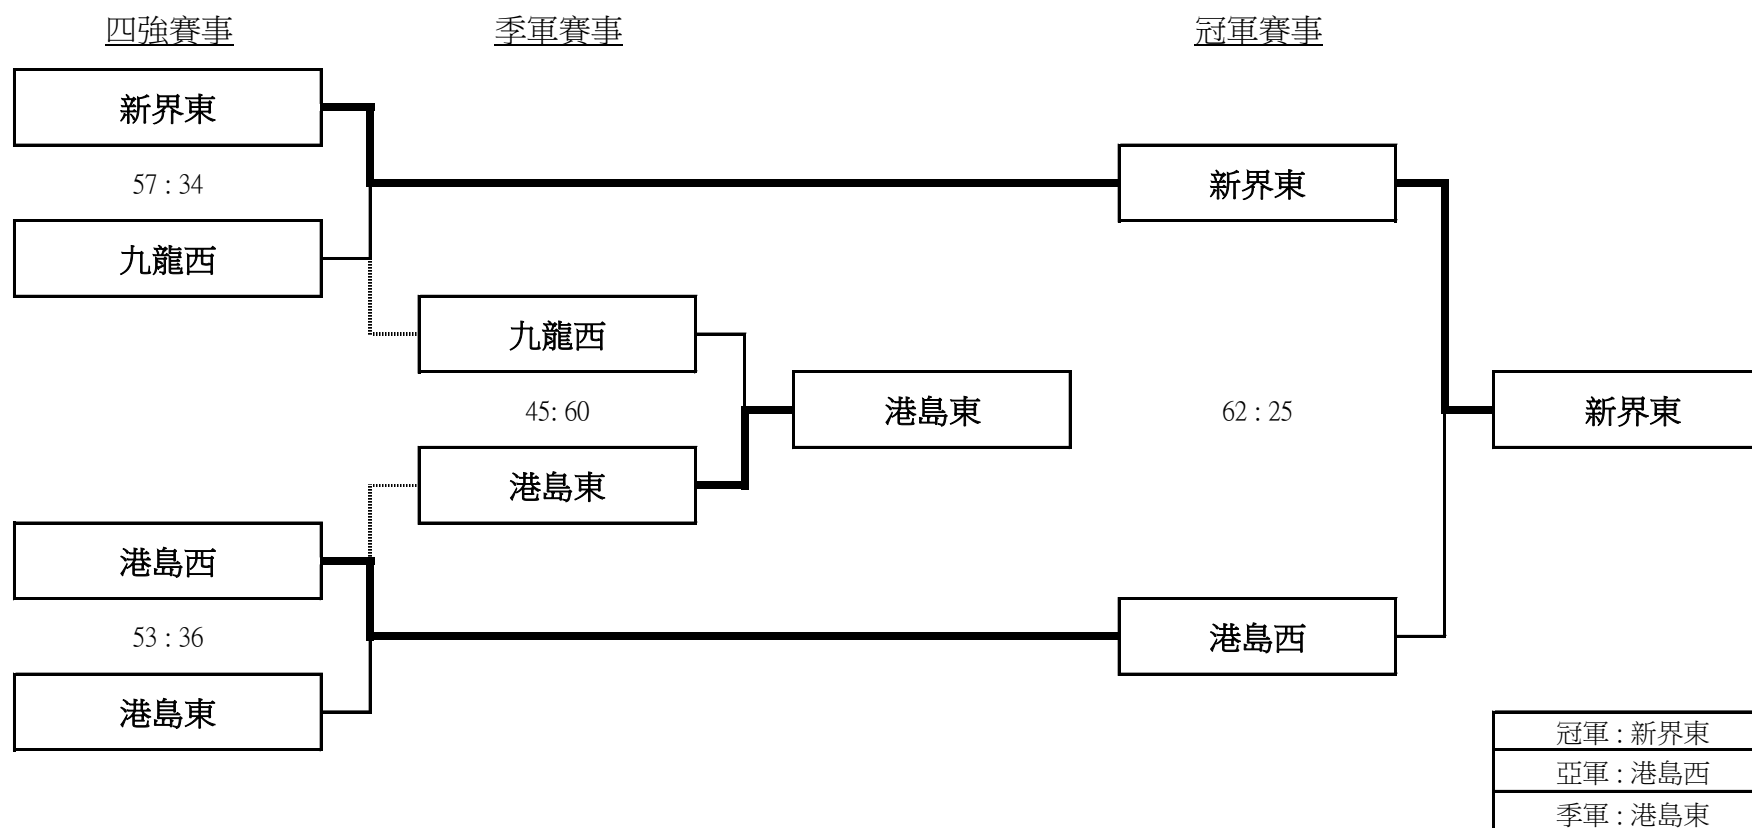 四強賽事 季軍賽事 冠軍賽事
新界東
57 : 34
新界東
九龍西
九龍西
45: 60
港島東
62 : 25
新界東
港島東
港島西
53 : 36
港島西
港島東
冠軍 : 新界東
亞軍 : 港島西
季軍 : 港島東